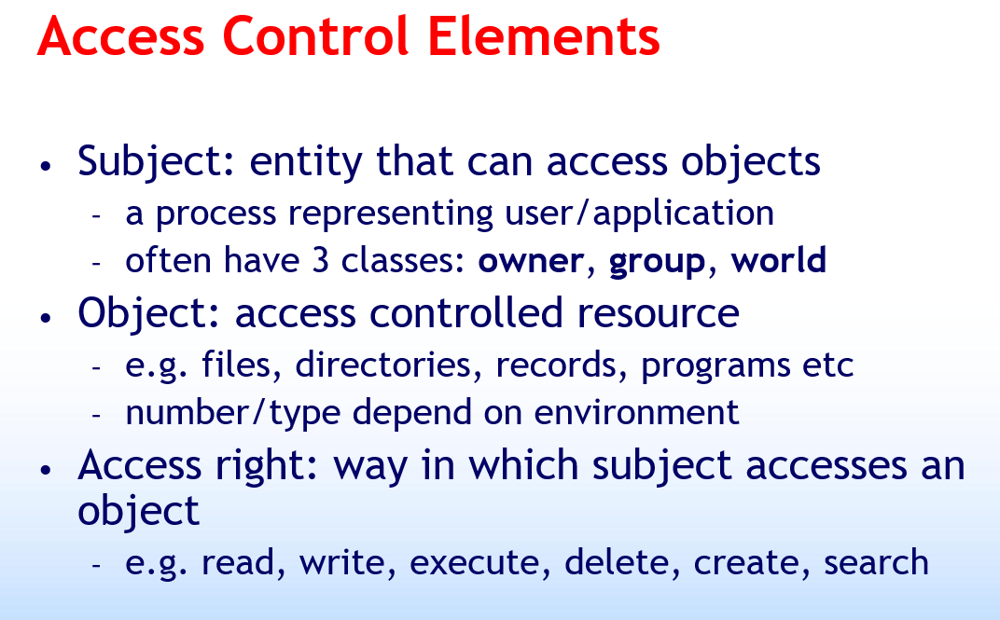 Access Control Elements
• Subject: entity that can access objects
- a process representing user/application
- often have 3 classes: owner, group, world
• Object: access controlled resource
- e.g. files, directories, records, programs etc
- number/type depend on environment
• Access right: way in which subject accesses an
object
- e.g. read, write, execute, delete, create, search